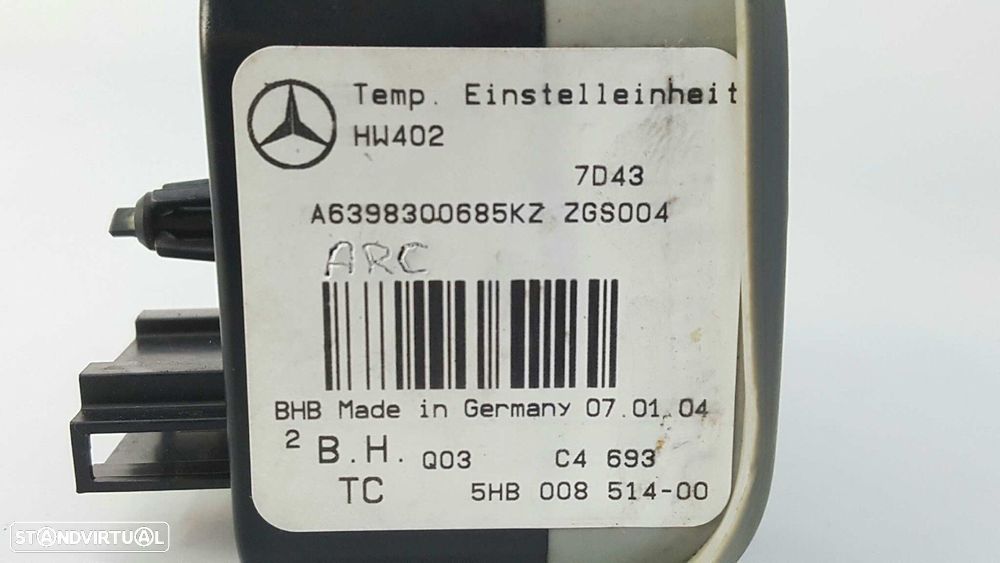 Temp. Einstelleinheit
HW402
7D43
A6398300685KZ ZGS004
ARC
BHB Made in Germany 07.01.04
2 B.H. Q03 C4 693
TC 5HB 008 514-00
STANDVIRTUAL